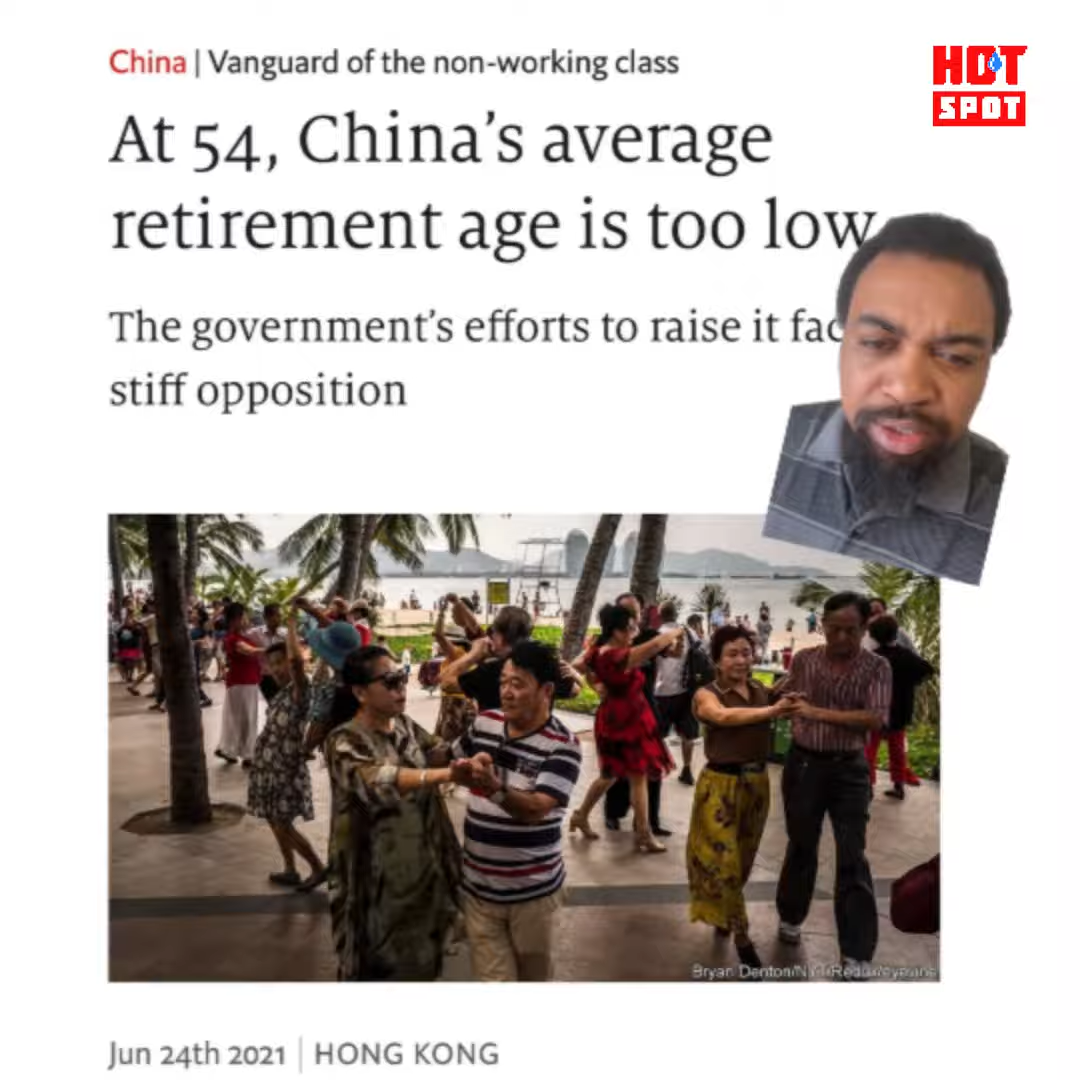 China | Vanguard of the non-working class
HOT
SPOT
At 54, China's average
retirement age is too low
The government's efforts to raise it
stiff opposition
Bryan Denton/
Jun 24th 2021 | HONG KONG